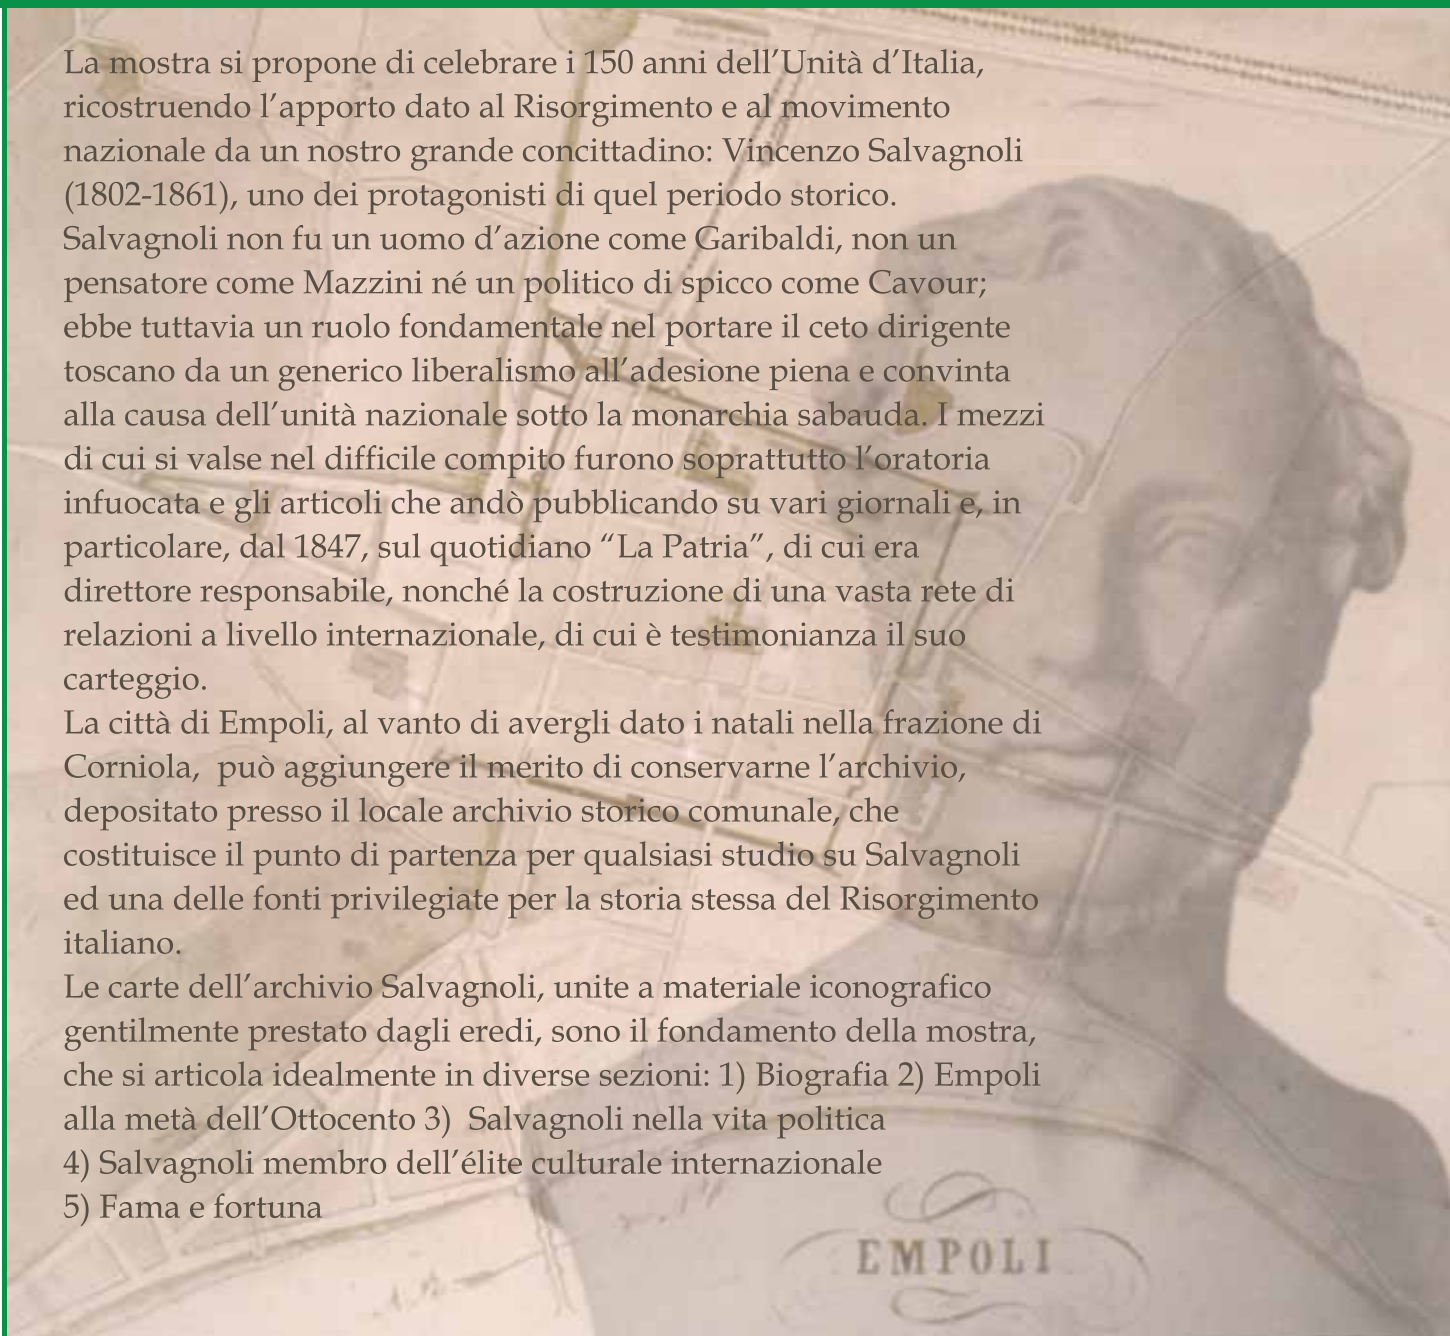 La mostra si propone di celebrare i 150 anni dell’Unità d’Italia,
ricostruendo l’apporto dato al Risorgimento e al movimento
nazionale da un nostro grande concittadino: Vincenzo Salvagnoli
(1802-1861), uno dei protagonisti di quel periodo storico.
Salvagnoli non fu un uomo d’azione come Garibaldi, non un
pensatore come Mazzini né un politico di spicco come Cavour;
ebbe tuttavia un ruolo fondamentale nel portare il ceto dirigente
toscano da un generico liberalismo all’adesione piena e convinta
alla causa dell’unità nazionale sotto la monarchia sabauda. I mezzi
di cui si valse nel difficile compito furono soprattutto l’oratoria
infuocata e gli articoli che andò pubblicando su vari giornali e, in
particolare, dal 1847, sul quotidiano “La Patria”, di cui era
direttore responsabile, nonché la costruzione di una vasta rete di
relazioni a livello internazionale, di cui è testimonianza il suo
carteggio.
La città di Empoli, al vanto di avergli dato i natali nella frazione di
Corniola,  può aggiungere il merito di conservarne l’archivio,
depositato presso il locale archivio storico comunale, che
costituisce il punto di partenza per qualsiasi studio su Salvagnoli
ed una delle fonti privilegiate per la storia stessa del Risorgimento
italiano.
Le carte dell’archivio Salvagnoli, unite a materiale iconografico
gentilmente prestato dagli eredi, sono il fondamento della mostra,
che si articola idealmente in diverse sezioni: 1) Biografia 2) Empoli
alla metà dell’Ottocento 3)  Salvagnoli nella vita politica
4) Salvagnoli membro dell’élite culturale internazionale
5) Fama e fortuna
EMPOLI